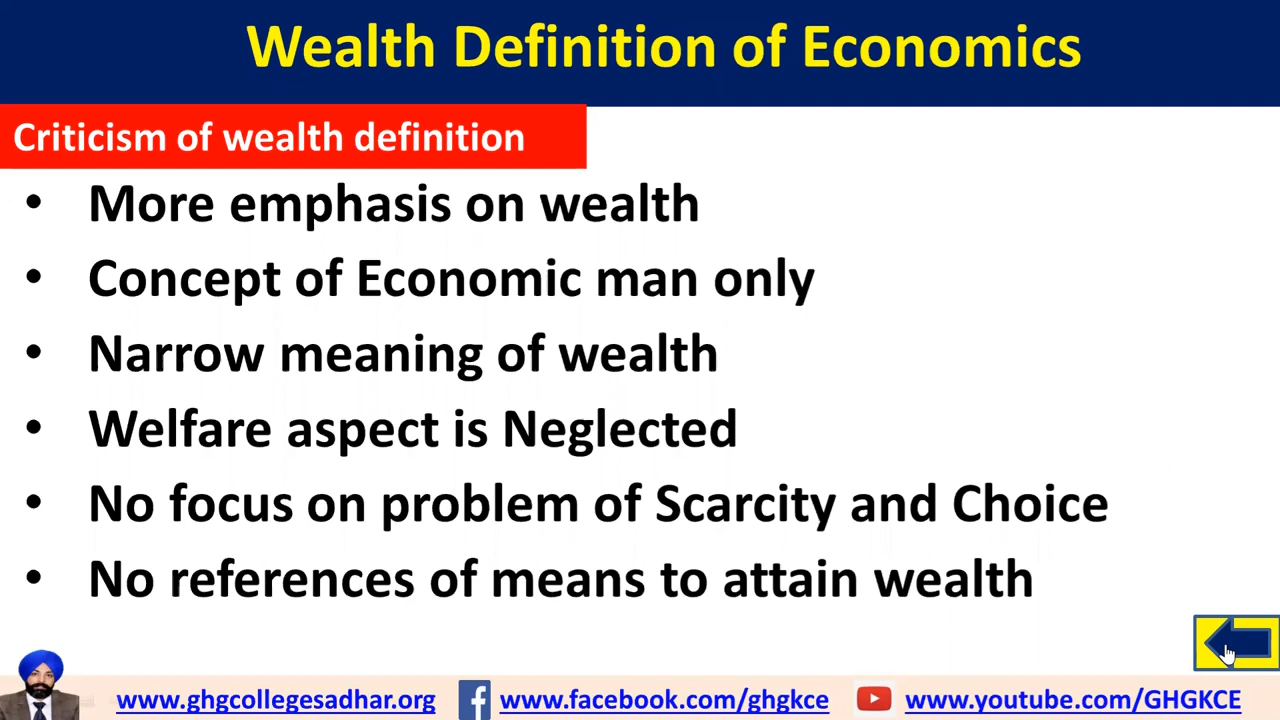 Wealth Definition of Economics
Criticism of wealth definition
• More emphasis on wealth
• Concept of Economic man only
• Narrow meaning of wealth
• Welfare aspect is Neglected
• No focus on problem of Scarcity and Choice
• No references of means to attain wealth
www.ghgcollegesadhar.org www.facebook.com/ghgkce www.youtube.com/GHGKCE